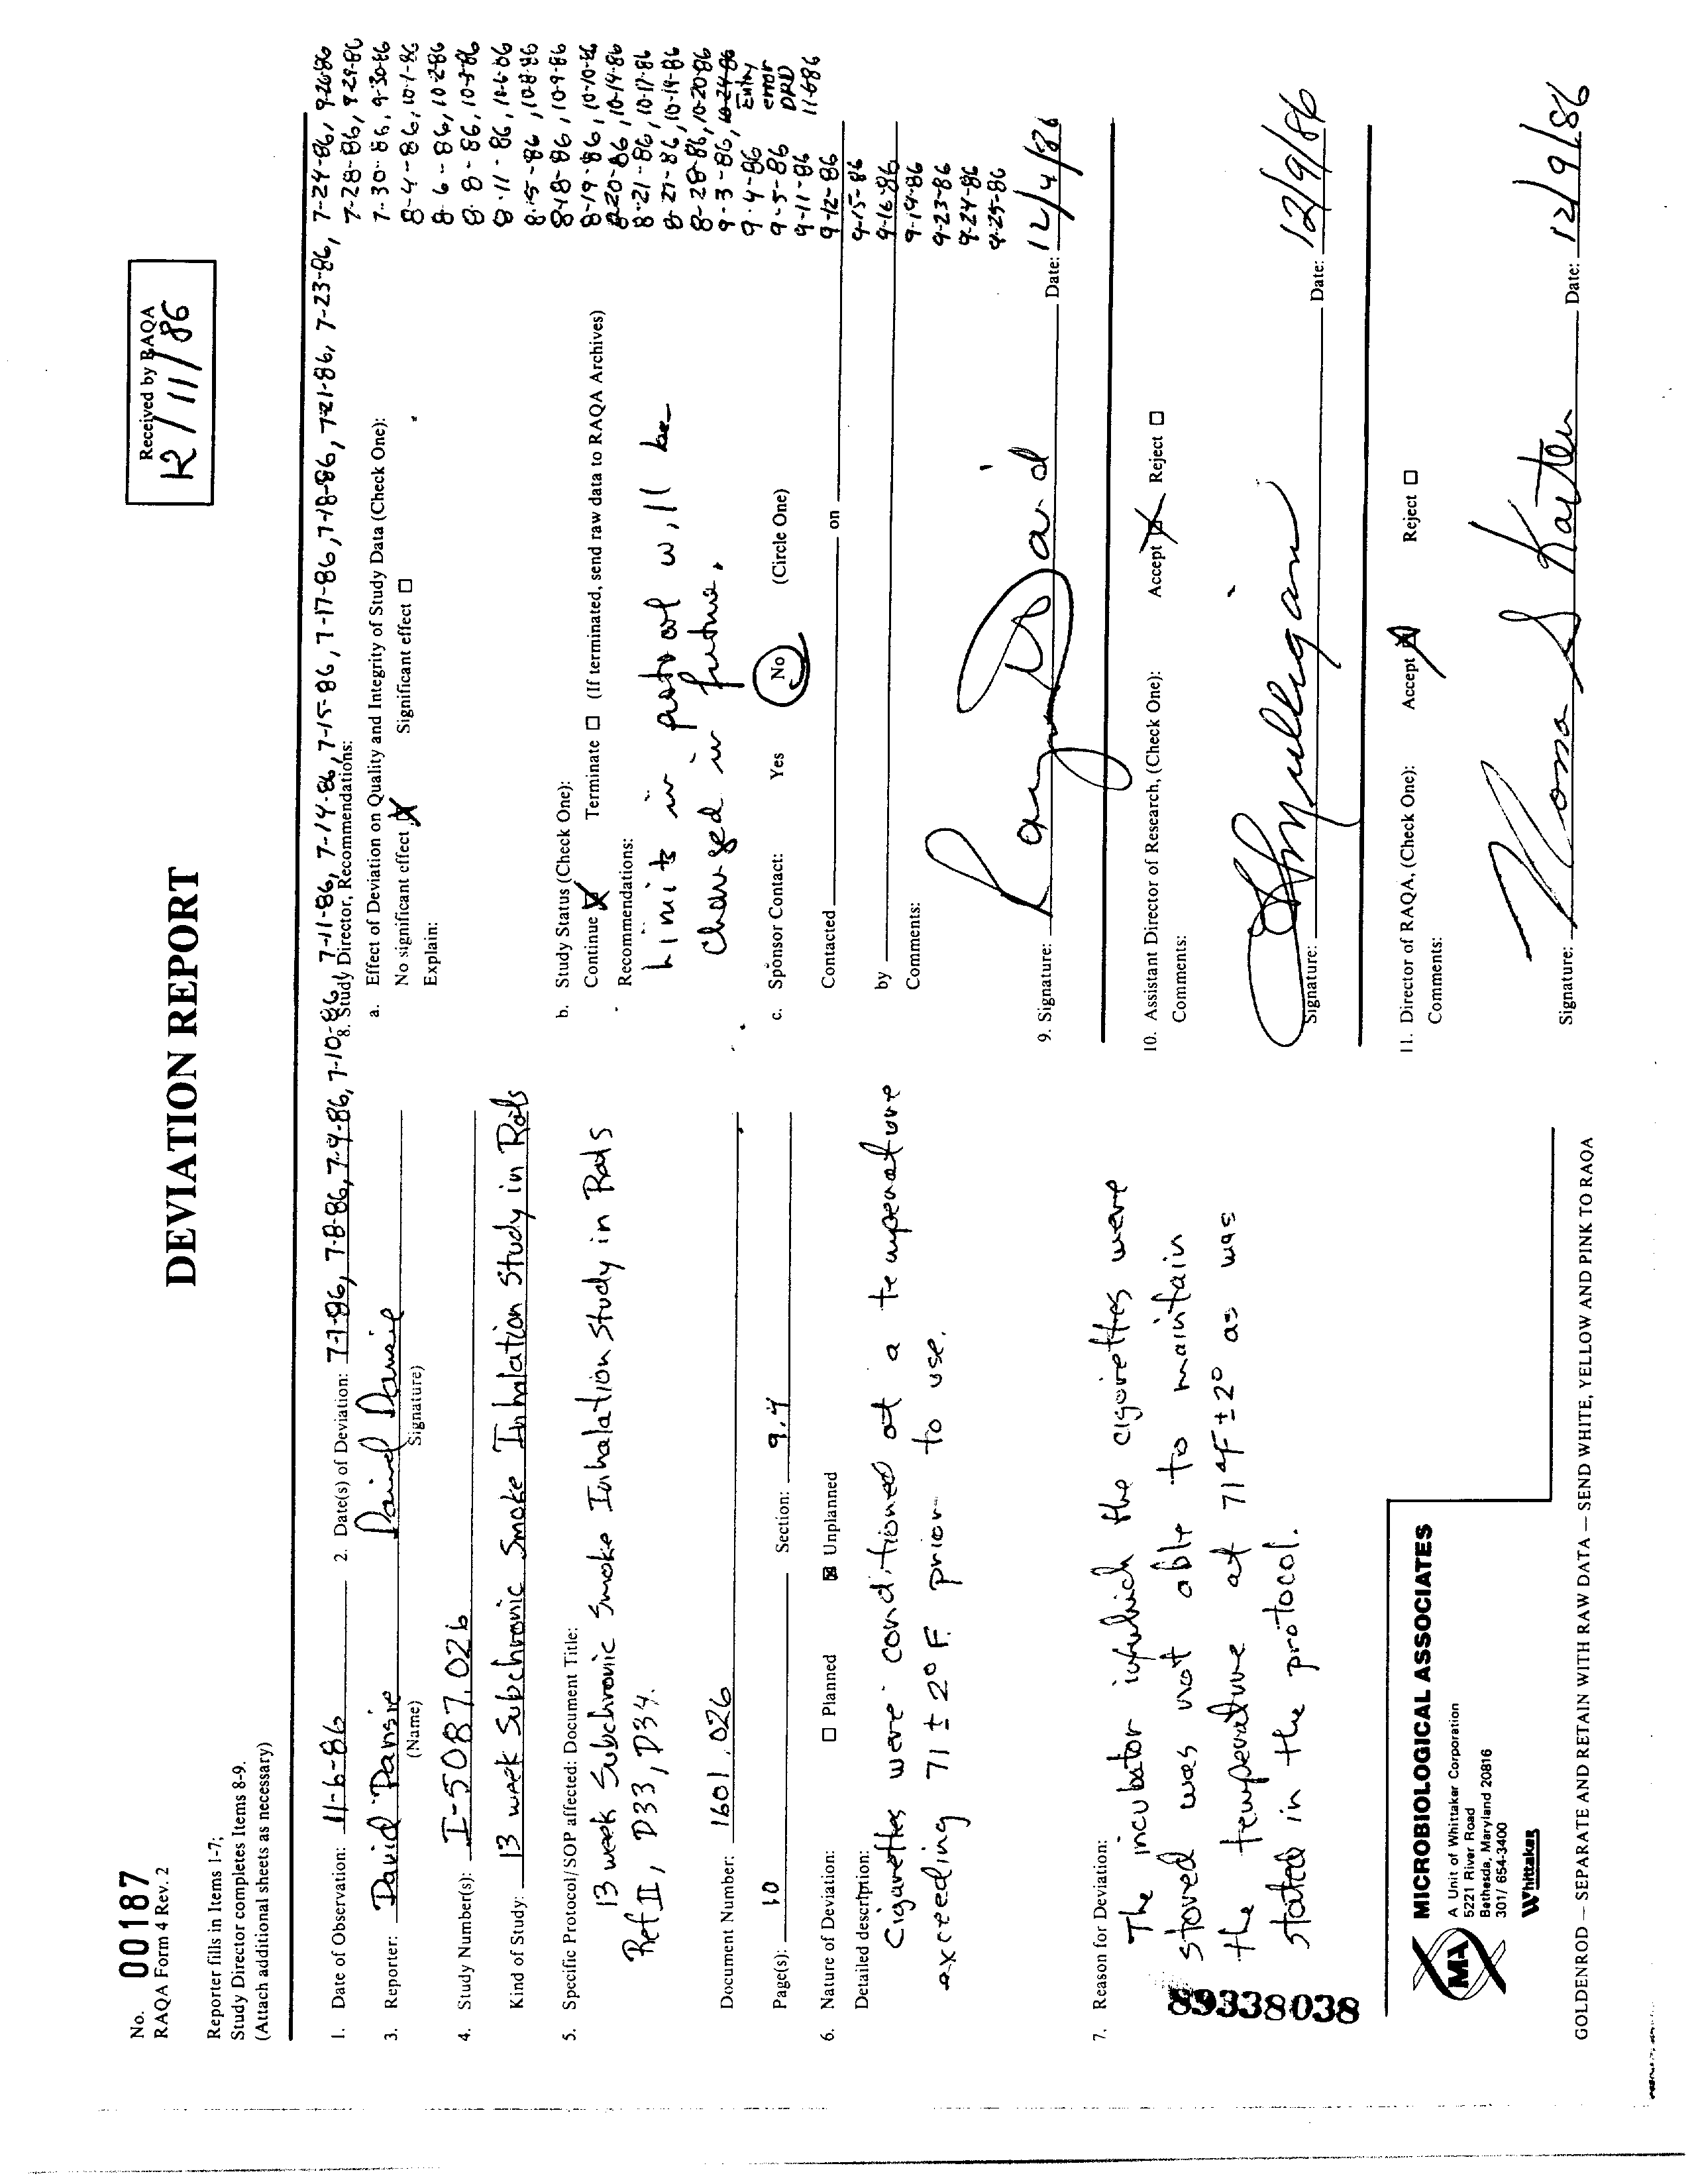 DEVIATION REPORT
No. 00187
RAQA Form 4 Rev. 2
Received by RAQA
12/11/86
Reporter fills in Items 1-7;
Study Director completes Items 8-9.
(Attach additional sheets as necessary)
1. Date of Observation: 11-6-86
2. Date(s) of Deviation: 7-7-86, 7-8-86, 7-9-86, 7-10-86, 7-11-86, 7-14-86, 7-15-86, 7-17-86, 7-18-86, 7-21-86, 7-23-86, 7-24-86, 9-26-86
7-28-86, 9-29-86
7-30-86, 9-30-86
8-4-86, 10-1-86
8-6-86, 10-2-86
8-8-86, 10-3-86
8-11-86, 10-6-86
8-15-86, 10-8-86
8-18-86, 10-9-86
8-19-86, 10-10-86
8-20-86, 10-14-86
8-21-86, 10-17-86
8-27-86, 10-19-86
8-28-86, 10-20-86
9-3-86, 10-24-86
9-4-86 Entry
9-5-86 error
9-11-86 DRD
9-12-86 11-6-86
9-15-86
9-16-86
9-19-86
9-23-86
9-24-86
9-25-86
3. Reporter: David Dansie David Dansie
(Name) (Signature)
4. Study Number(s): I-5087.026
Kind of Study: 13 week Subchronic Smoke Inhalation Study in Rats
5. Specific Protocol/SOP affected: Document Title:
13 week Subchronic Smoke Inhalation Study in Rats
Ref II, D33, D34.
Document Number: 1601.026
Page(s): 10 Section: 9.4
6. Nature of Deviation: Planned Unplanned
Detailed description:
Cigarettes were conditioned at a temperature
exceeding 71 ± 2° F prior to use.
7. Reason for Deviation:
The incubator in which the cigarettes were
stored was not able to maintain
the temperature at 71°F ± 2° as was
stated in the protocol.
89338038
MICROBIOLOGICAL ASSOCIATES
MA
A Unit of Whittaker Corporation
5221 River Road
Bethesda, Maryland 20816
301/ 654-3400
Whittaker
8. Study Director, Recommendations:
a. Effect of Deviation on Quality and Integrity of Study Data (Check One):
No significant effect Significant effect
Explain:
b. Study Status (Check One):
Continue Terminate (If terminated, send raw data to RAQA Archives)
Recommendations:
Limits in protocol will be
changed in future.
c. Sponsor Contact: Yes No (Circle One)
Contacted on
by
Comments:
9. Signature: Date: 12/4/86
10. Assistant Director of Research, (Check One): Accept Reject
Comments:
Signature: Mulligan Date: 12/9/86
11. Director of RAQA, (Check One): Accept Reject
Comments:
Signature: Date: 12/9/86
GOLDENROD — SEPARATE AND RETAIN WITH RAW DATA — SEND WHITE, YELLOW AND PINK TO RAQA